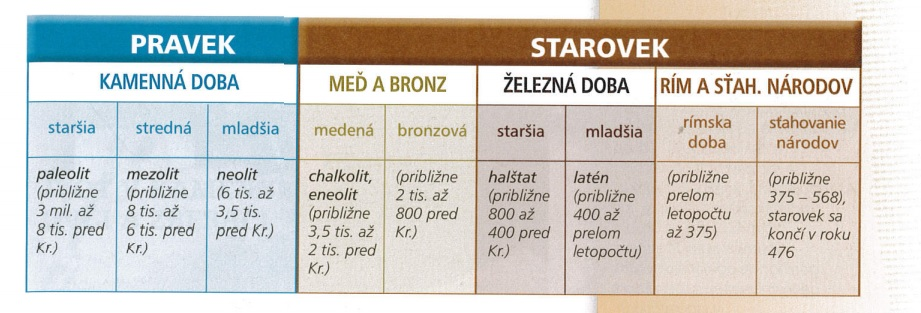 PRAVEK STAROVEK
KAMENNÁ DOBA MEĎ A BRONZ ŽELEZNÁ DOBA RÍM A SŤAH. NÁRODOV
staršia stredná mladšia medená bronzová staršia mladšia rímska doba sťahovanie národov
paleolit
(približne
3 mil. až
8 tis. pred
Kr.)
mezolit
(približne
8 tis. až
6 tis. pred
Kr.)
neolit
(6 tis. až
3,5 tis.
pred Kr.)
chalkolit,
eneolit
(približne
3,5 tis. až
2 tis. pred
Kr.)
(približne
2 tis. až
800 pred
Kr.)
halštat
(približne
800 až
400 pred
Kr.)
latén
(približne
400 až
prelom
letopočtu)
(približne
prelom
letopočtu
až 375)
(približne
375 – 568),
starovek sa
končí v roku
476